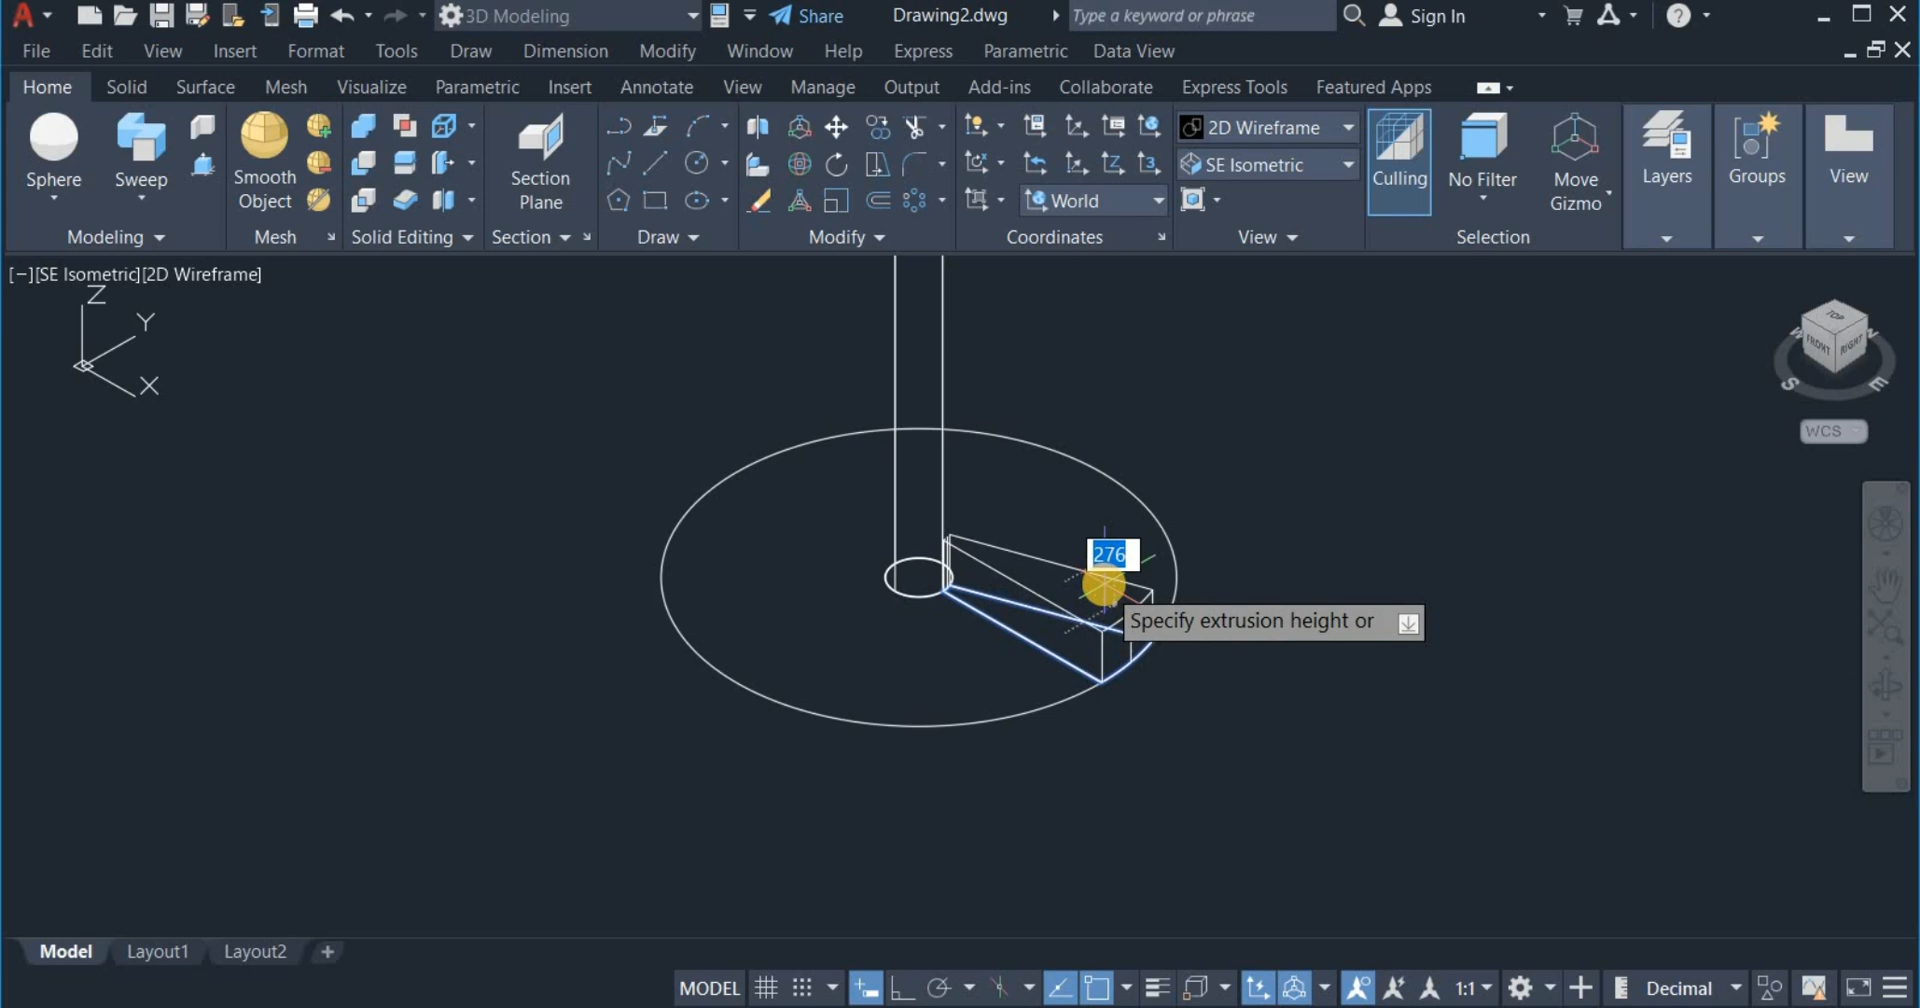 3D Modeling Share Drawing2.dwg Type a keyword or phrase Sign In
File Edit View Insert Format Tools Draw Dimension Modify Window Help Express Parametric Data View
Home Solid Surface Mesh Visualize Parametric Insert Annotate View Manage Output Add-ins Collaborate Express Tools Featured Apps
2D Wireframe
SE Isometric
World
Sphere
Sweep
Smooth
Object
Section
Plane
Culling
No Filter
Move
Gizmo
Layers
Groups
View
Modeling Mesh Solid Editing Section Draw Modify Coordinates View Selection
[−][SE Isometric][2D Wireframe]
Z
Y
X
TOP
FRONT
RIGHT
W
N
S
E
WCS
276
Specify extrusion height or
Model Layout1 Layout2 +
MODEL 1:1 Decimal